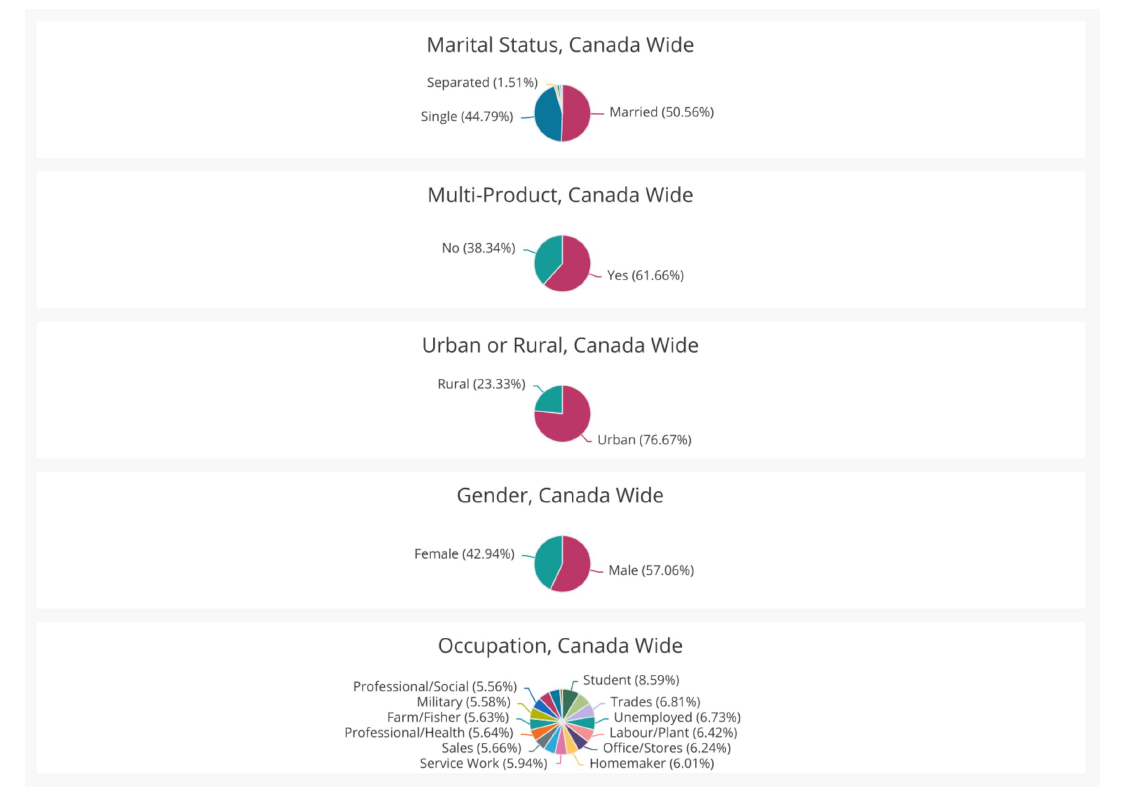 Marital Status, Canada Wide
Separated (1.51%)
Single (44.79%)
Married (50.56%)
Multi-Product, Canada Wide
No (38.34%)
Yes (61.66%)
Urban or Rural, Canada Wide
Rural (23.33%)
Urban (76.67%)
Gender, Canada Wide
Female (42.94%)
Male (57.06%)
Occupation, Canada Wide
Student (8.59%)
Professional/Social (5.56%)
Trades (6.81%)
Military (5.58%)
Unemployed (6.73%)
Farm/Fisher (5.63%)
Labour/Plant (6.42%)
Professional/Health (5.64%)
Office/Stores (6.24%)
Sales (5.66%)
Homemaker (6.01%)
Service Work (5.94%)